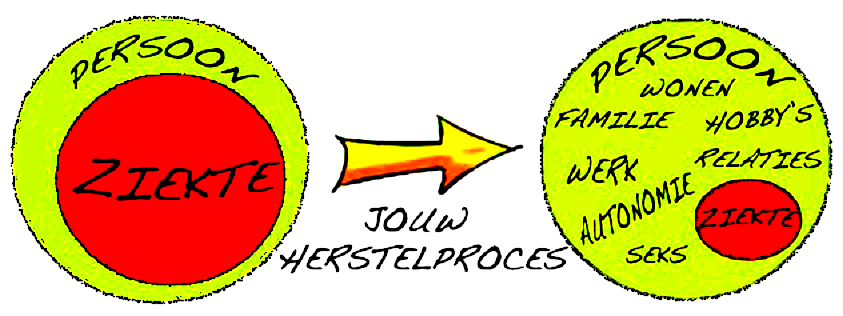 PERSOON
ZIEKTE
JOUW
HERSTELPROCES
PERSOON
WONEN
FAMILIE HOBBY'S
WERK RELATIES
AUTONOMIE ZIEKTE
SEKS